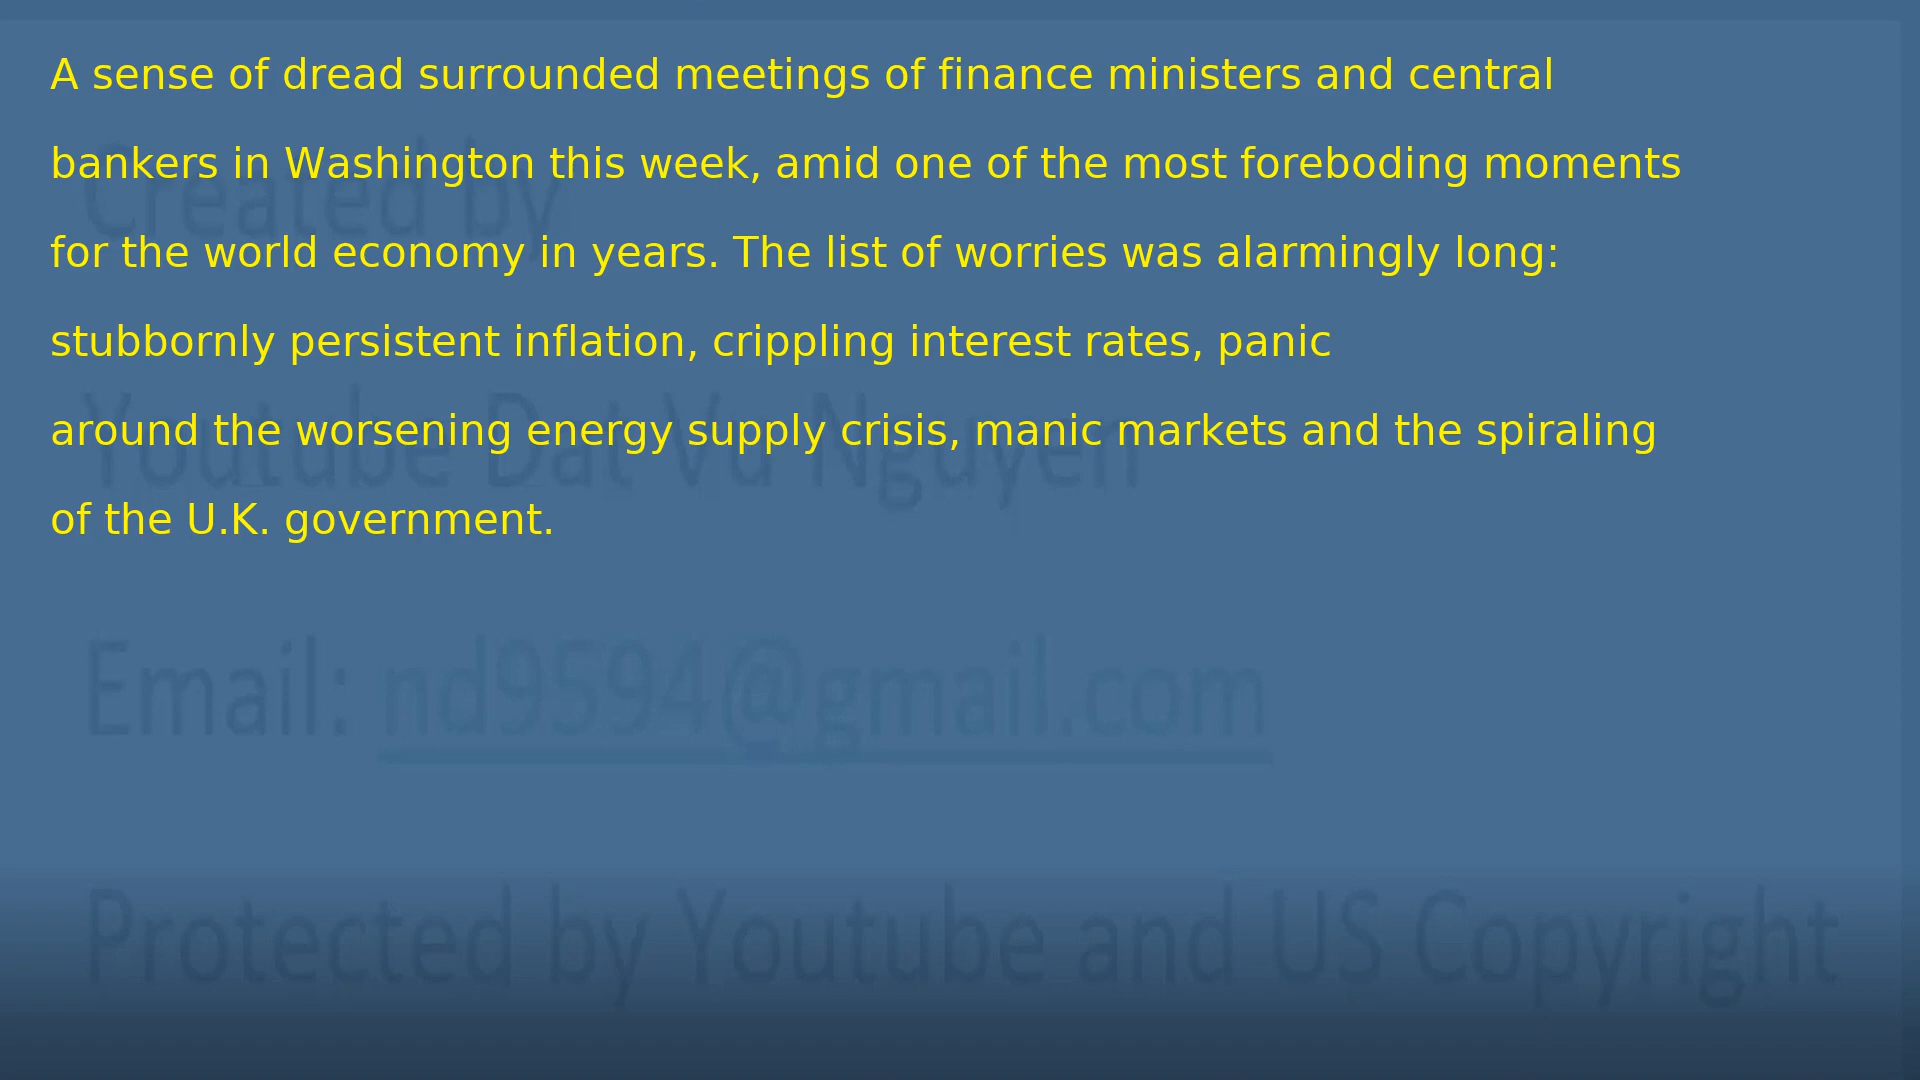 A sense of dread surrounded meetings of finance ministers and central
bankers in Washington this week, amid one of the most foreboding moments
for the world economy in years. The list of worries was alarmingly long:
stubbornly persistent inflation, crippling interest rates, panic
around the worsening energy supply crisis, manic markets and the spiraling
of the U.K. government.
Created by
Youtube Dat Vu Nguyen
Email: nd9594@gmail.com
Protected by Youtube and US Copyright